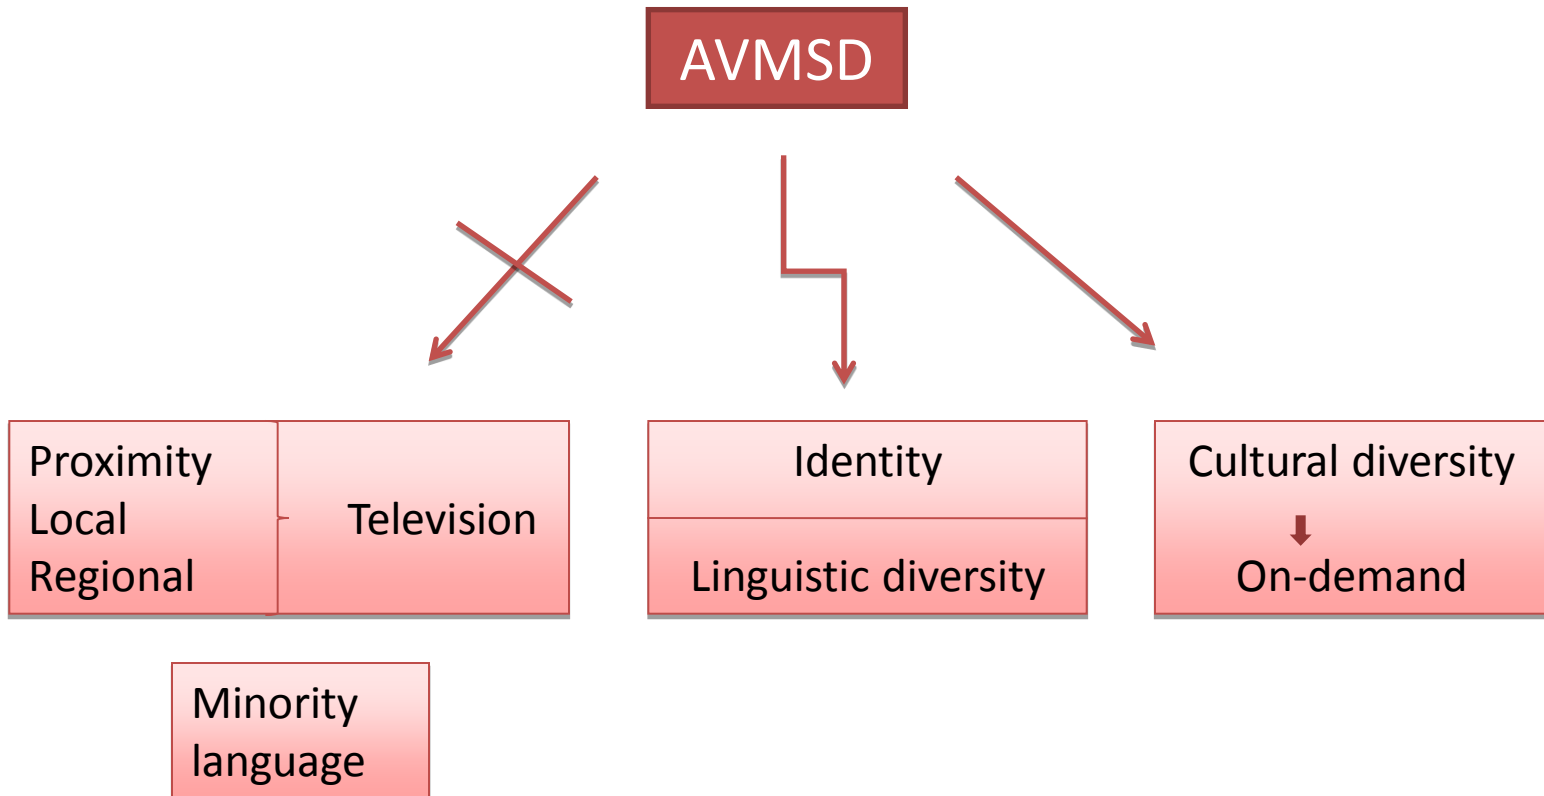 AVMSD
Proximity
Local
Regional
Television
Identity
Linguistic diversity
Cultural diversity
On-demand
Minority
language